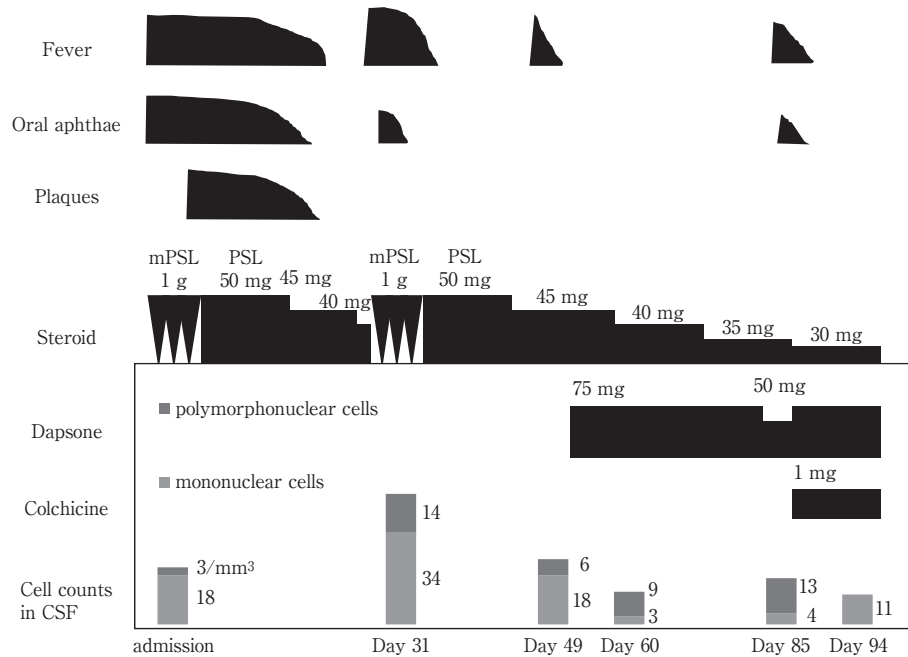 Fever
Oral aphthae
Plaques
mPSL
1 g
PSL
50 mg
45 mg
40 mg
mPSL
1 g
PSL
50 mg
45 mg
40 mg
35 mg
30 mg
Steroid
75 mg
50 mg
polymorphonuclear cells
Dapsone
mononuclear cells
1 mg
Colchicine
14
34
3/mm³
18
6
18
9
3
13
4
11
Cell counts
in CSF
admission
Day 31
Day 49
Day 60
Day 85
Day 94